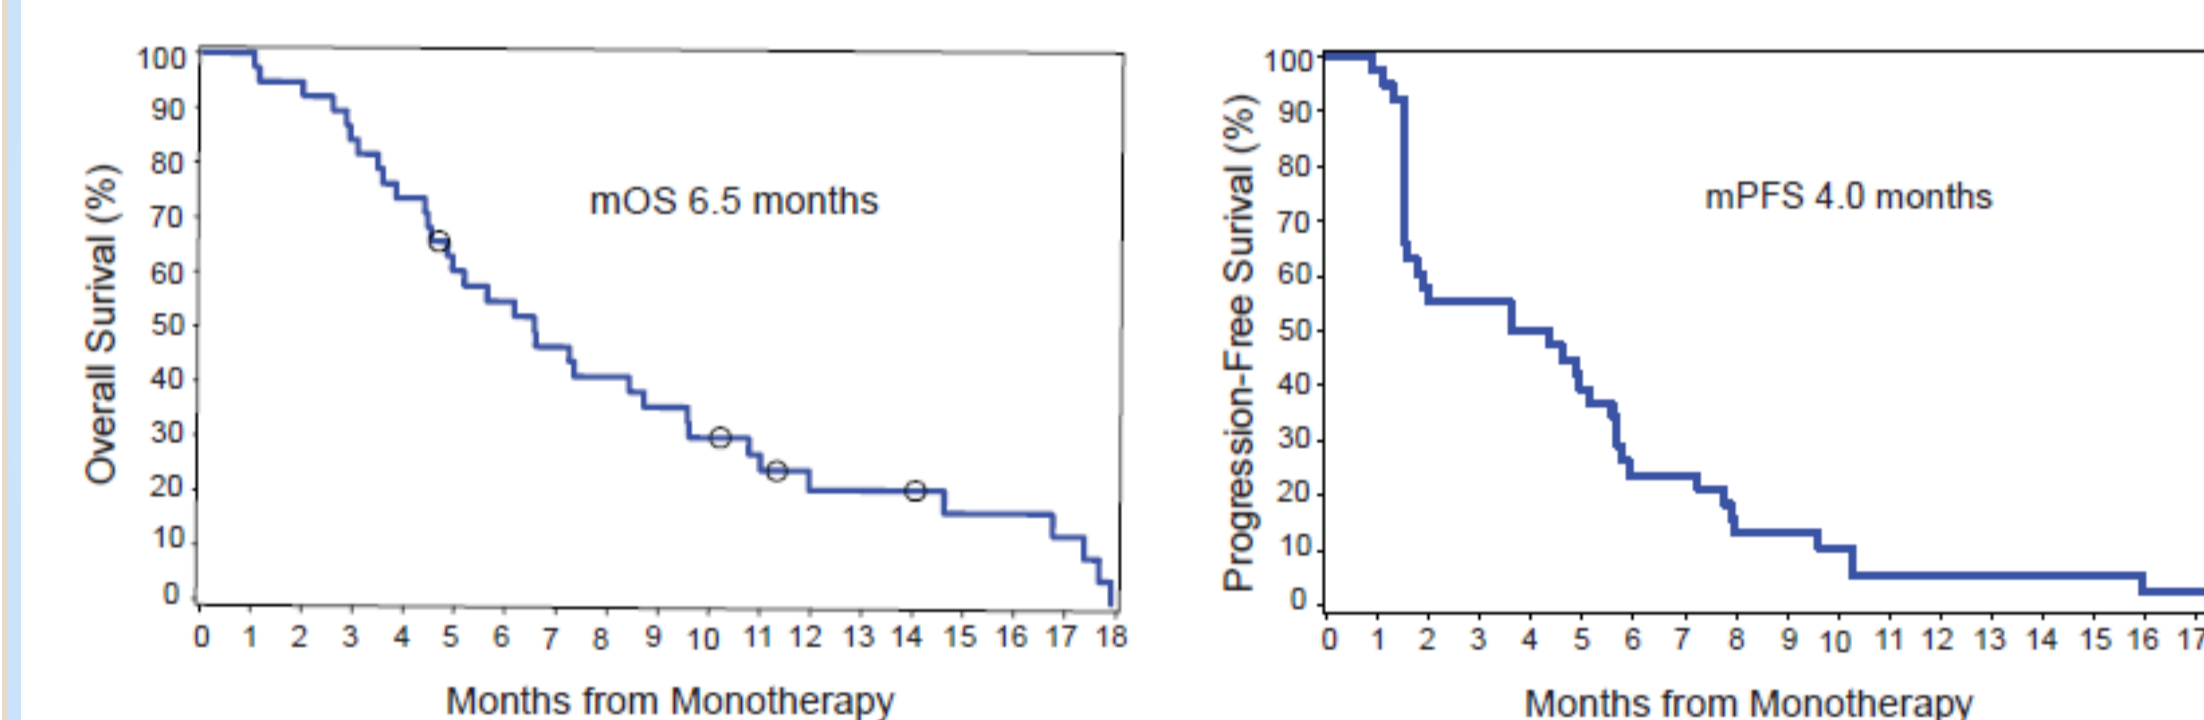 Overall Surival (%)
100
90
80
70
60
50
40
30
20
10
0
mOS 6.5 months
0 1 2 3 4 5 6 7 8 9 10 11 12 13 14 15 16 17 18
Months from Monotherapy
Progression-Free Surival (%)
100
90
80
70
60
50
40
30
20
10
0
mPFS 4.0 months
0 1 2 3 4 5 6 7 8 9 10 11 12 13 14 15 16 17
Months from Monotherapy